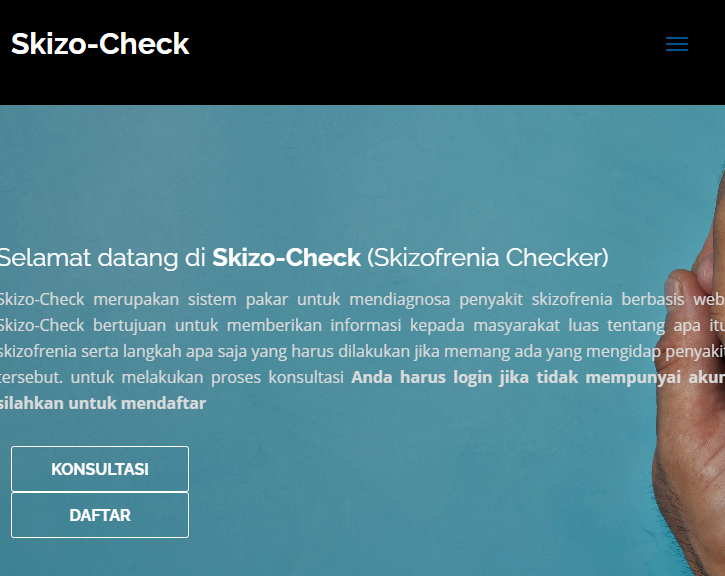 Skizo-Check
Selamat datang di Skizo-Check (Skizofrenia Checker)
Skizo-Check merupakan sistem pakar untuk mendiagnosa penyakit skizofrenia berbasis web
Skizo-Check bertujuan untuk memberikan informasi kepada masyarakat luas tentang apa itu
skizofrenia serta langkah apa saja yang harus dilakukan jika memang ada yang mengidap penyakit
tersebut. untuk melakukan proses konsultasi Anda harus login jika tidak mempunyai akun
silahkan untuk mendaftar
KONSULTASI
DAFTAR